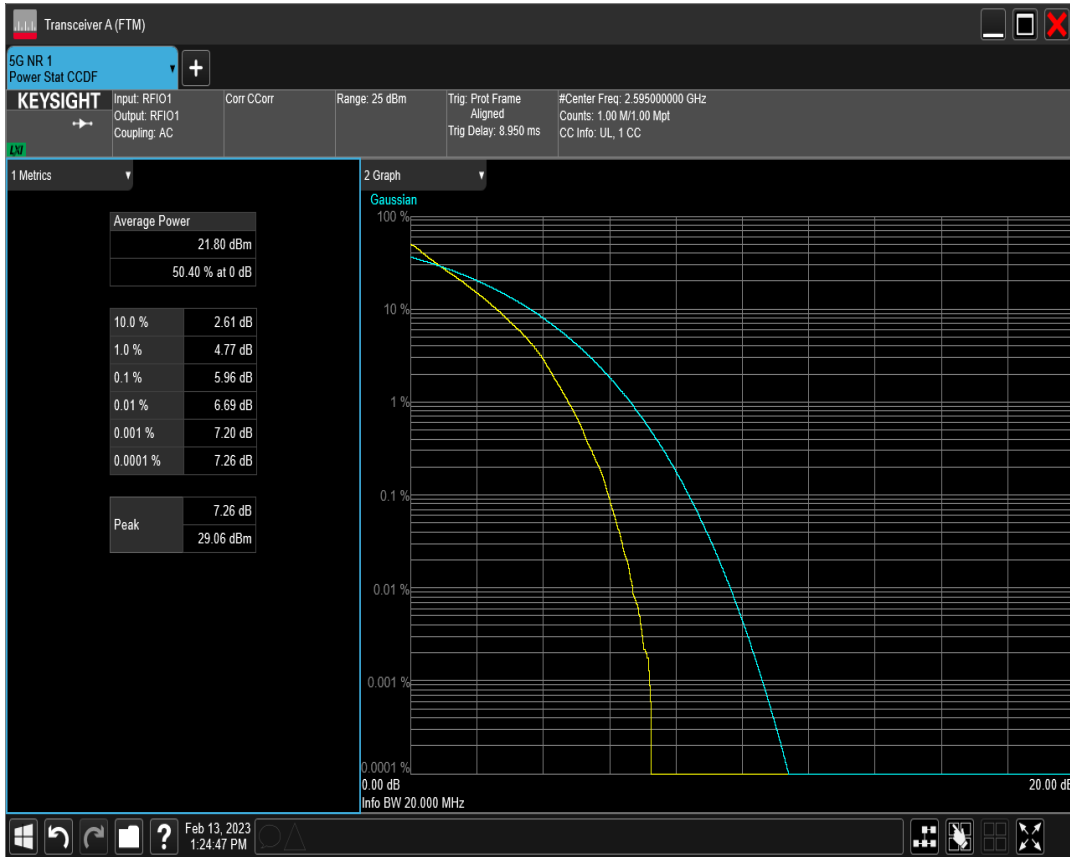 Transceiver A (FTM)
5G NR 1
Power Stat CCDF
KEYSIGHT
LXI
Input: RFIO1
Output: RFIO1
Coupling: AC
Corr CCorr
Range: 25 dBm
Trig: Prot Frame
Aligned
Trig Delay: 8.950 ms
#Center Freq: 2.595000000 GHz
Counts: 1.00 M/1.00 Mpt
CC Info: UL, 1 CC
1 Metrics
Average Power
21.80 dBm
50.40 % at 0 dB
10.0 % 2.61 dB
1.0 % 4.77 dB
0.1 % 5.96 dB
0.01 % 6.69 dB
0.001 % 7.20 dB
0.0001 % 7.26 dB
Peak
7.26 dB
29.06 dBm
2 Graph
Gaussian
100 %
10 %
1 %
0.1 %
0.01 %
0.001 %
0.0001 %
0.00 dB
20.00 dB
Info BW 20.000 MHz
?
Feb 13, 2023
1:24:47 PM